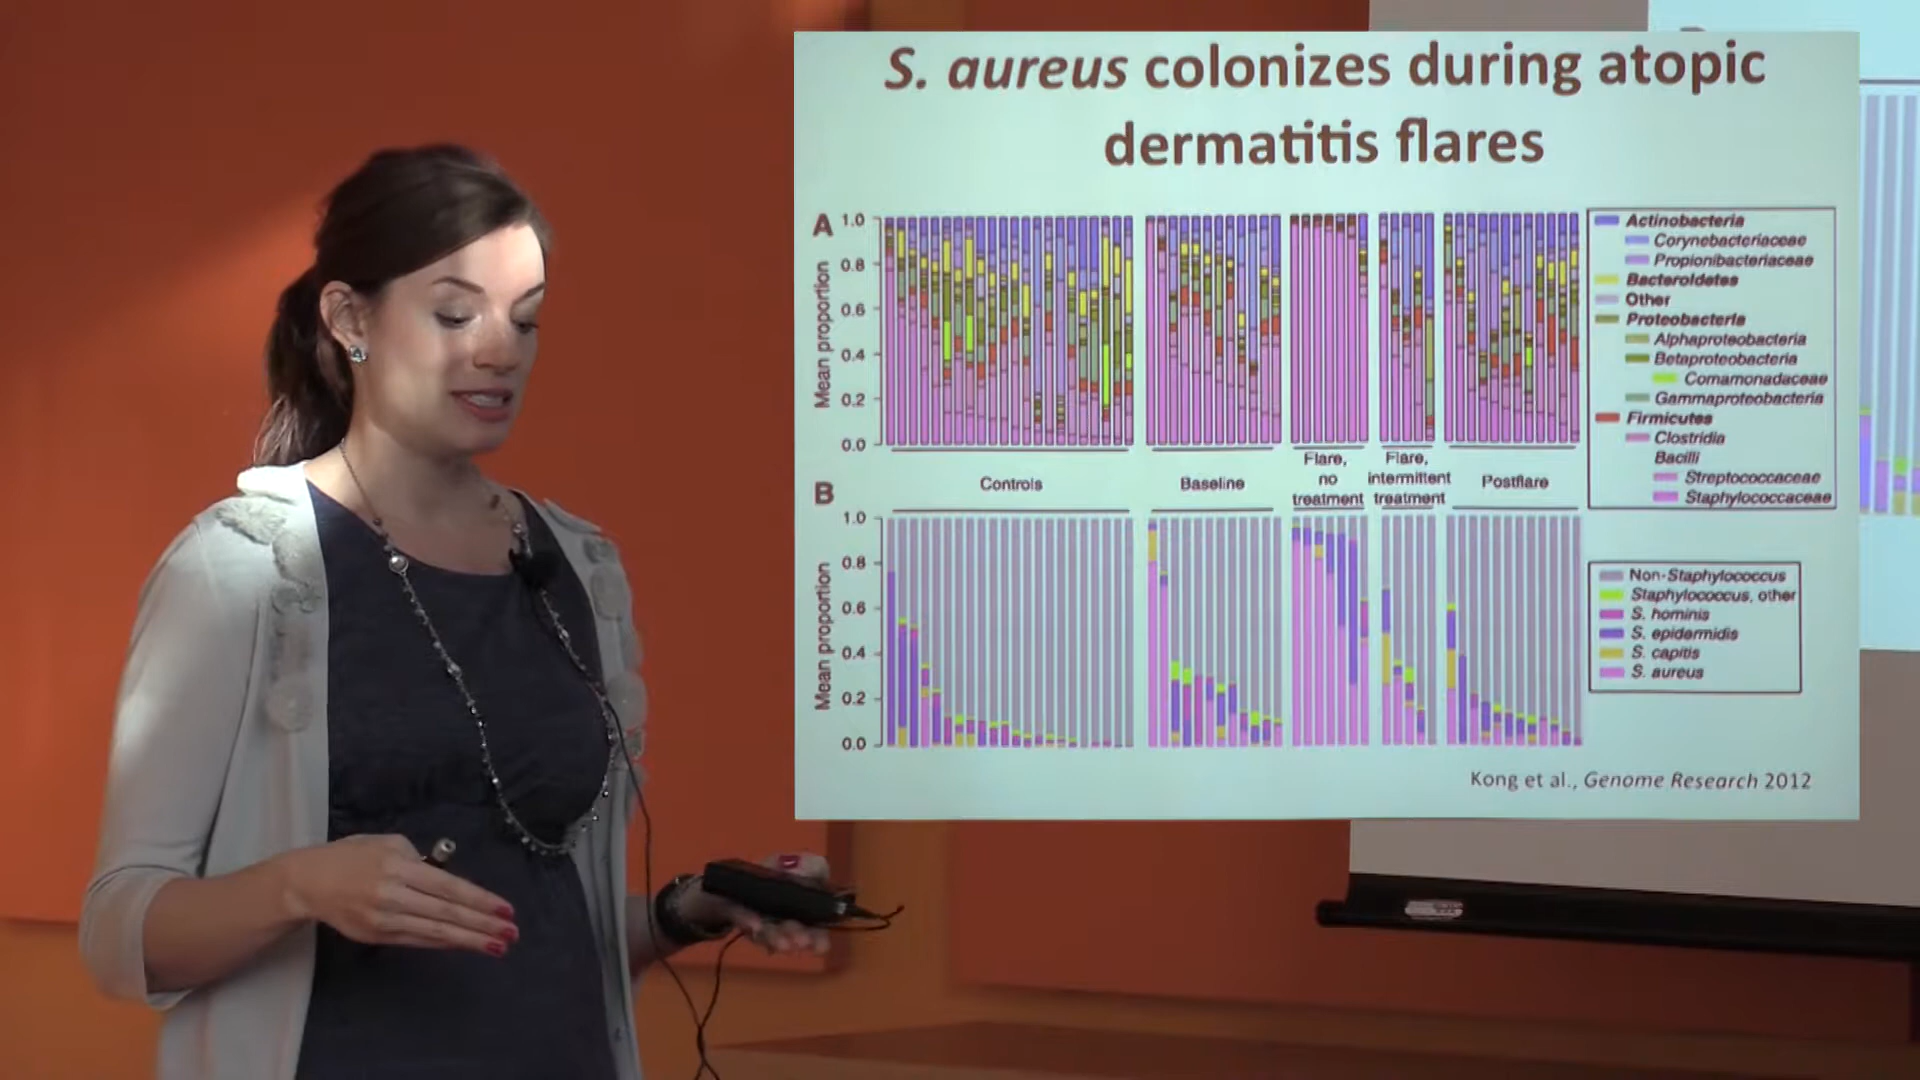 S. aureus colonizes during atopic
dermatitis flares
A
1.0
0.8
0.6
0.4
0.2
0.0
Mean proportion
Actinobacteria
Corynebacteriaceae
Propionibacteriaceae
Bacteroidetes
Other
Proteobacteria
Alphaproteobacteria
Betaproteobacteria
Comamonadaceae
Gammaproteobacteria
Firmicutes
Clostridia
Bacilli
Streptococcaceae
Staphylococcaceae
Controls
Baseline
Flare,
no
treatment
Flare,
intermittent
treatment
Postflare
B
1.0
0.8
0.6
0.4
0.2
0.0
Mean proportion
Non-Staphylococcus
Staphylococcus, other
S. hominis
S. epidermidis
S. capitis
S. aureus
Kong et al., Genome Research 2012